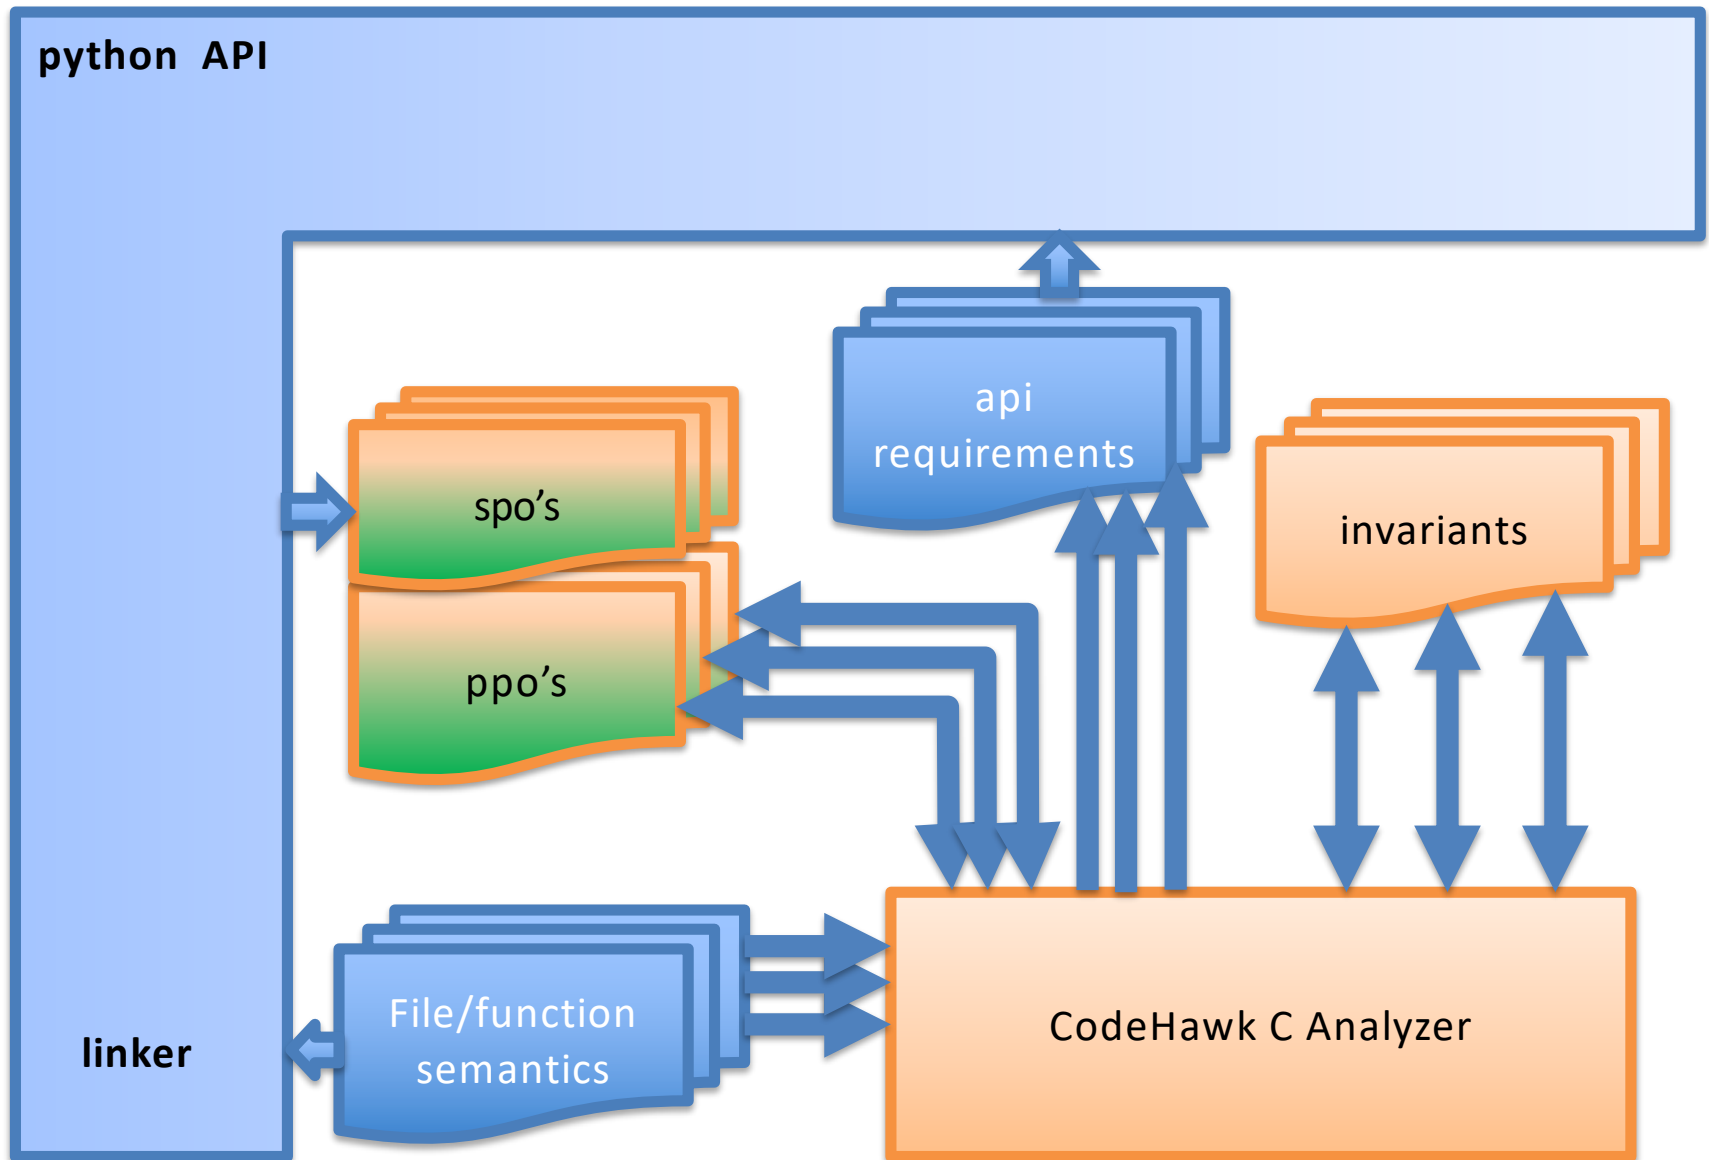 python API
api
requirements
spo’s
invariants
ppo’s
File/function
semantics
linker
CodeHawk C Analyzer